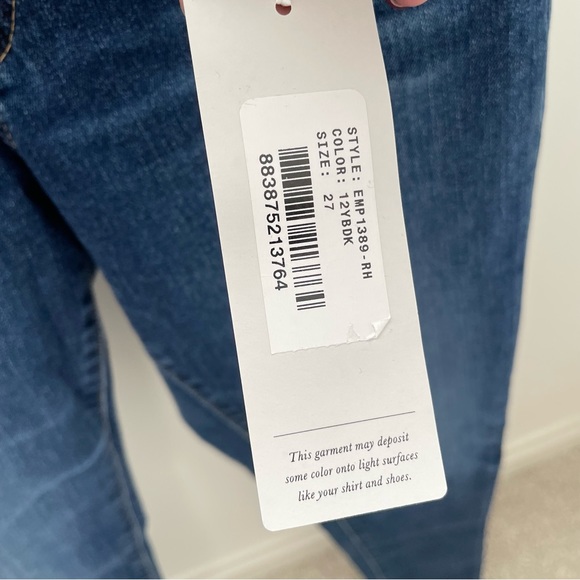 STYLE: EMP1389-RH
COLOR: 12YBDK
SIZE: 27
883875213764
This garment may deposit
some color onto light surfaces
like your shirt and shoes.